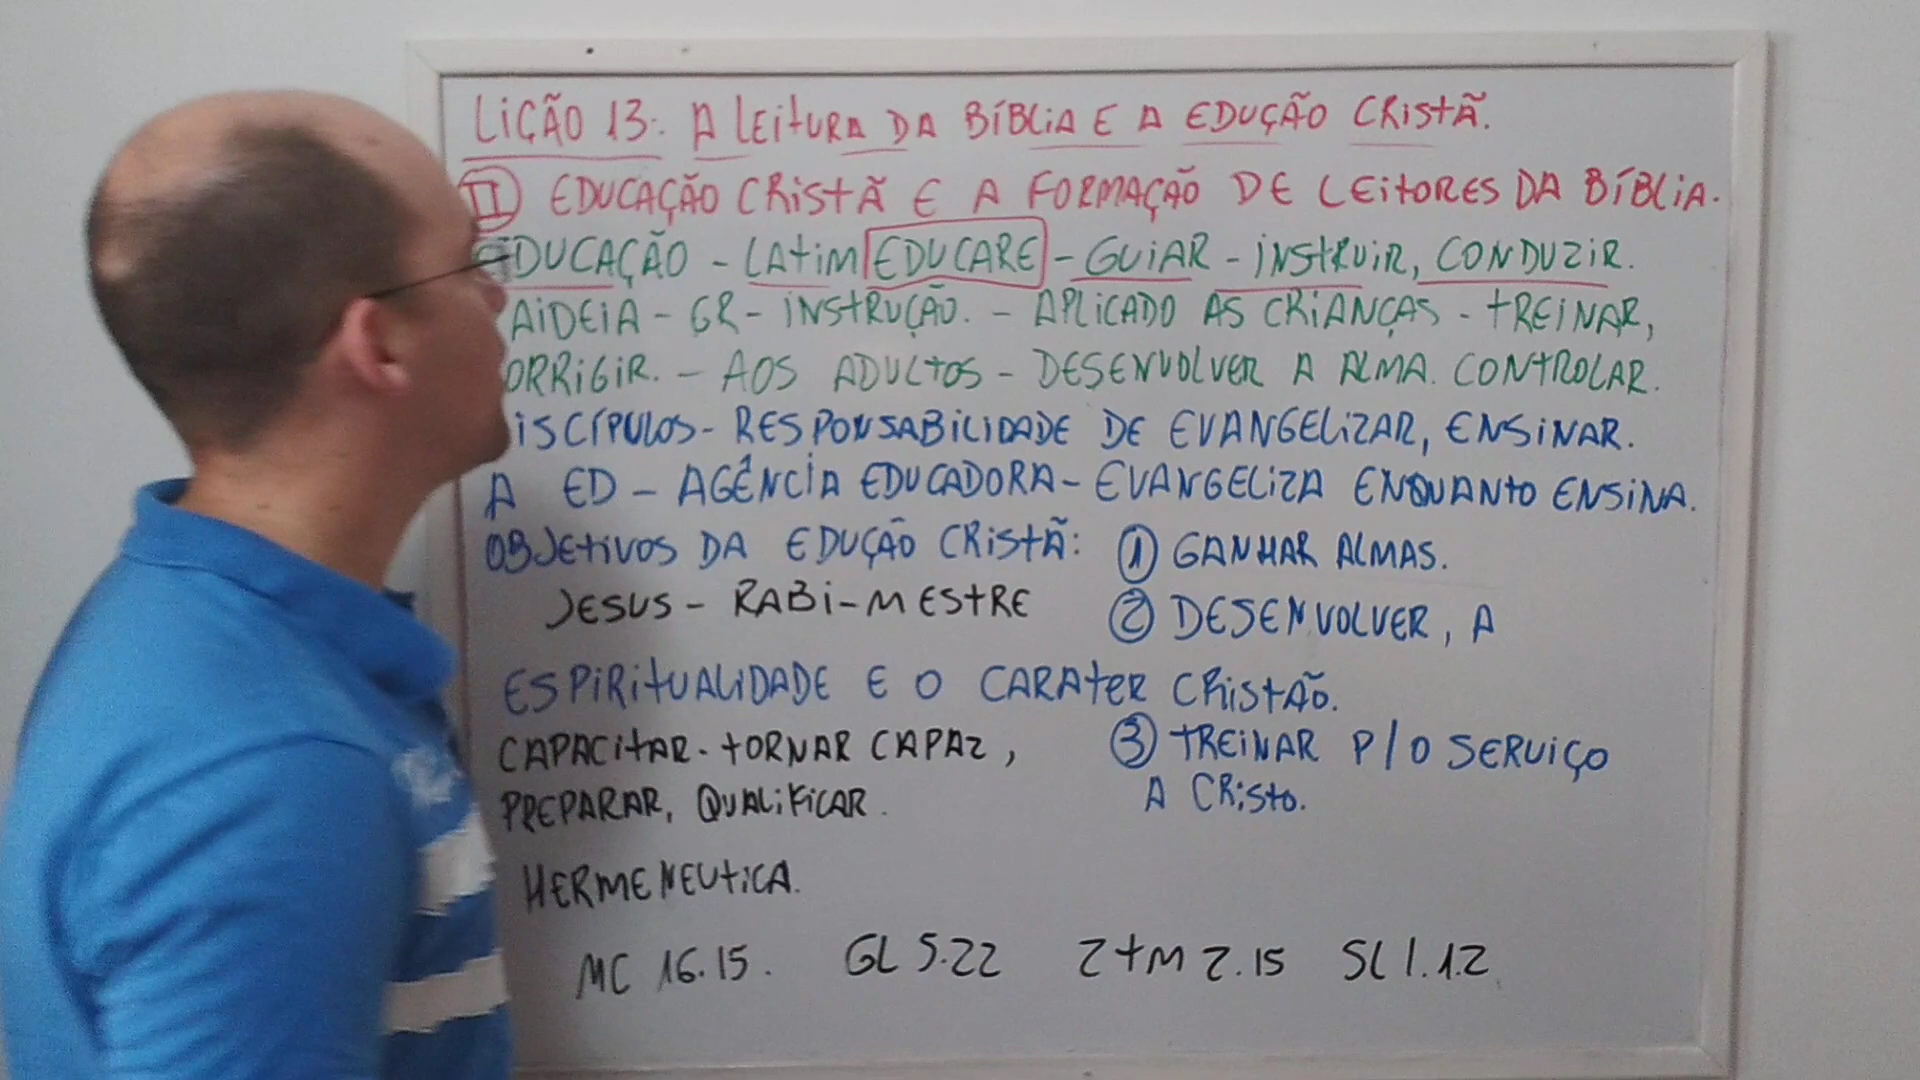 LIÇÃO 13: A LEITURA DA BÍBLIA E A EDUÇÃO CRISTÃ.
II EDUCAÇÃO CRISTÃ E A FORMAÇÃO DE LEITORES DA BÍBLIA.
EDUCAÇÃO - LATIM EDUCARE - GUIAR - INSTRUIR, CONDUZIR.
AIDEIA - GR - INSTRUÇÃO. - APLICADO AS CRIANÇAS - TREINAR,
ORRIGIR. - AOS ADULTOS - DESENVOLVER A ALMA. CONTROLAR.
ISCÍPULOS - RESPONSABILIDADE DE EVANGELIZAR, ENSINAR.
A ED - AGÊNCIA EDUCADORA - EVANGELIZA ENQUANTO ENSINA.
OBJETIVOS DA EDUÇÃO CRISTÃ: 1 GANHAR ALMAS.
JESUS - RABI - MESTRE 2 DESENVOLVER, A
ESPIRITUALIDADE E O CARATER CRISTÃO.
CAPACITAR - TORNAR CAPAZ, 3 TREINAR P/ O SERVIÇO
PREPARAR, QUALIFICAR. A CRISTO.
HERMENEUTICA.
MC 16.15. GL 5.22 2 TM 2.15 SL 1.1.2